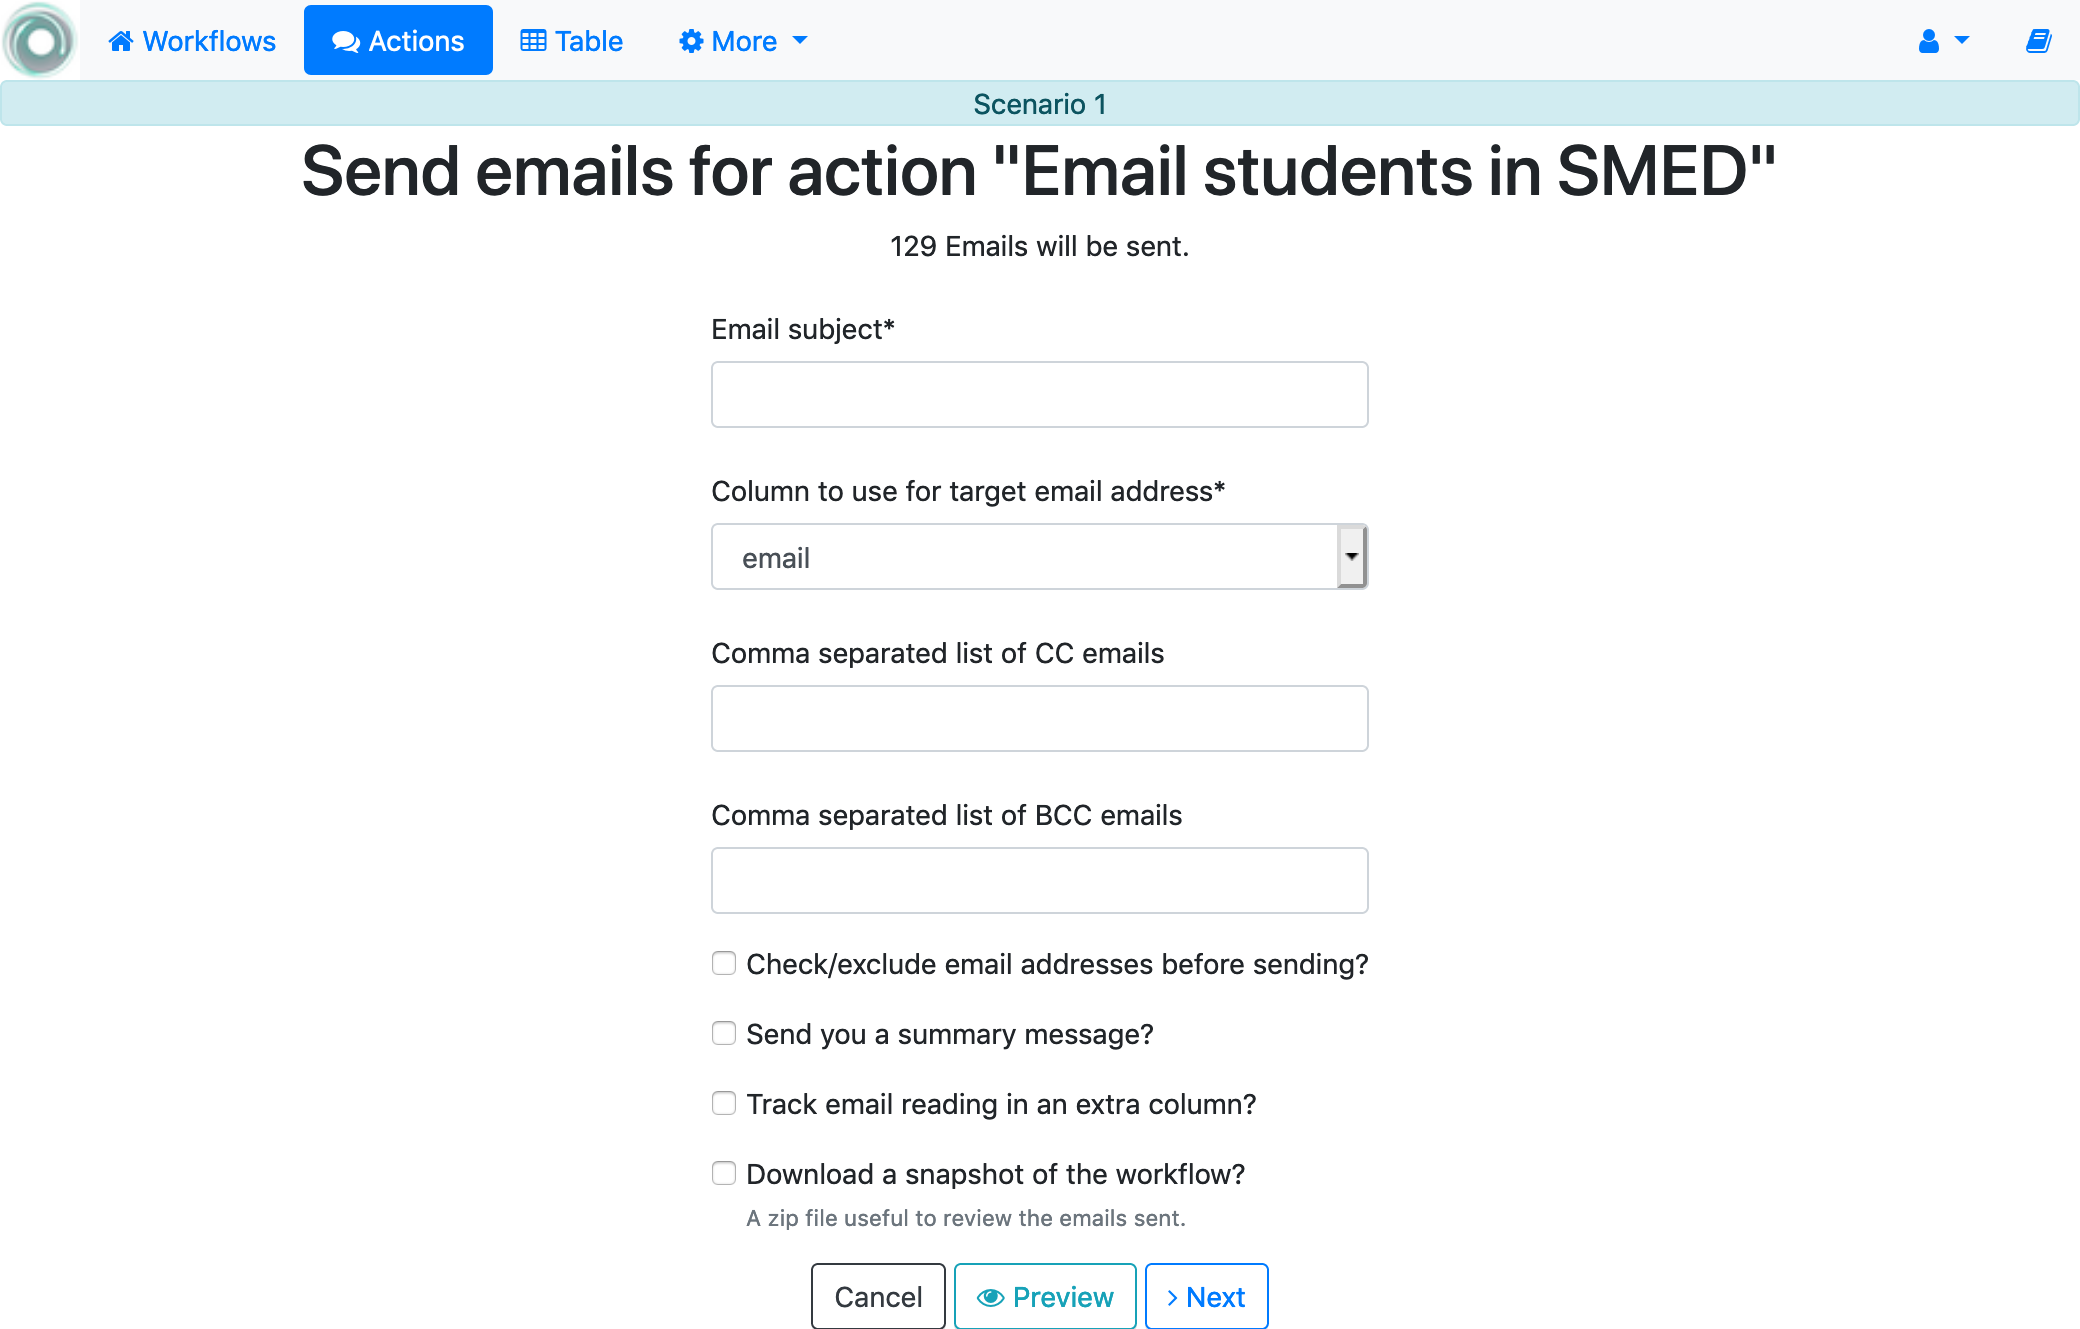 Workflows Actions Table More
Scenario 1
Send emails for action "Email students in SMED"
129 Emails will be sent.
Email subject*
Column to use for target email address*
email
Comma separated list of CC emails
Comma separated list of BCC emails
Check/exclude email addresses before sending?
Send you a summary message?
Track email reading in an extra column?
Download a snapshot of the workflow?
A zip file useful to review the emails sent.
Cancel Preview Next